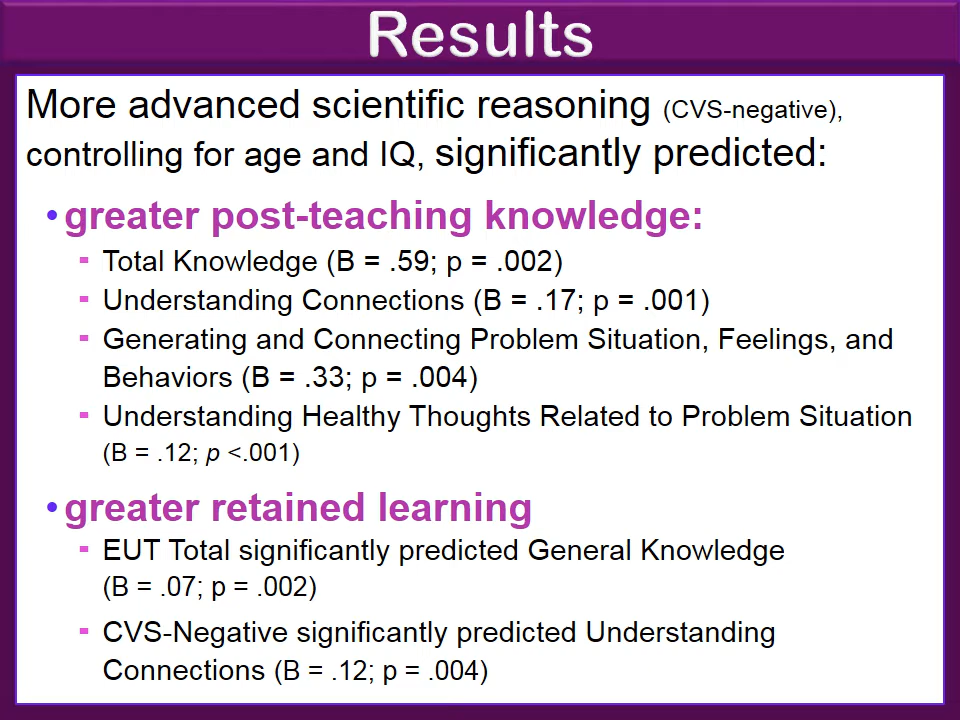 Results
More advanced scientific reasoning (CVS-negative),
controlling for age and IQ, significantly predicted:
• greater post-teaching knowledge:
- Total Knowledge (B = .59; p = .002)
- Understanding Connections (B = .17; p = .001)
- Generating and Connecting Problem Situation, Feelings, and
Behaviors (B = .33; p = .004)
- Understanding Healthy Thoughts Related to Problem Situation
(B = .12; p <.001)
• greater retained learning
- EUT Total significantly predicted General Knowledge
(B = .07; p = .002)
- CVS-Negative significantly predicted Understanding
Connections (B = .12; p = .004)